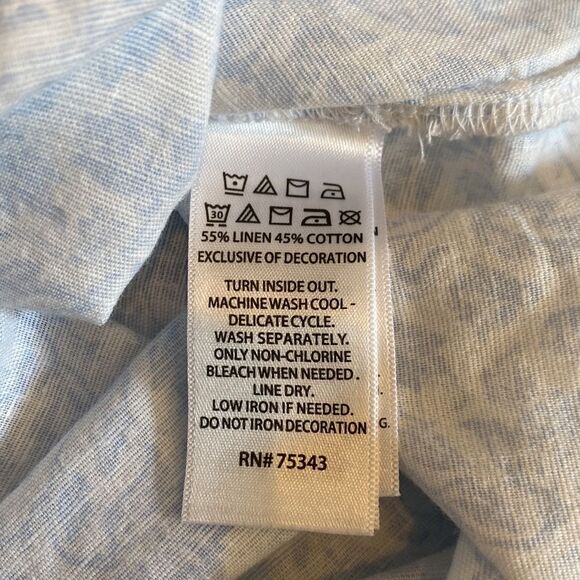 30
55% LINEN 45% COTTON
EXCLUSIVE OF DECORATION
TURN INSIDE OUT.
MACHINE WASH COOL -
DELICATE CYCLE.
WASH SEPARATELY.
ONLY NON-CHLORINE
BLEACH WHEN NEEDED.
LINE DRY.
LOW IRON IF NEEDED.
DO NOT IRON DECORATION
G.
RN# 75343